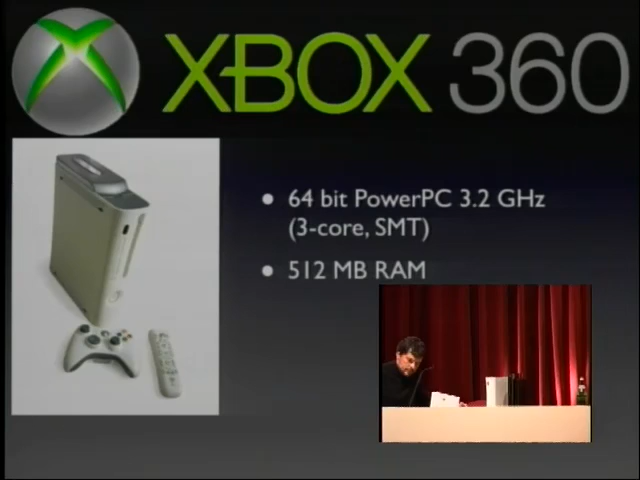 XBOX 360
• 64 bit PowerPC 3.2 GHz
(3-core, SMT)
• 512 MB RAM